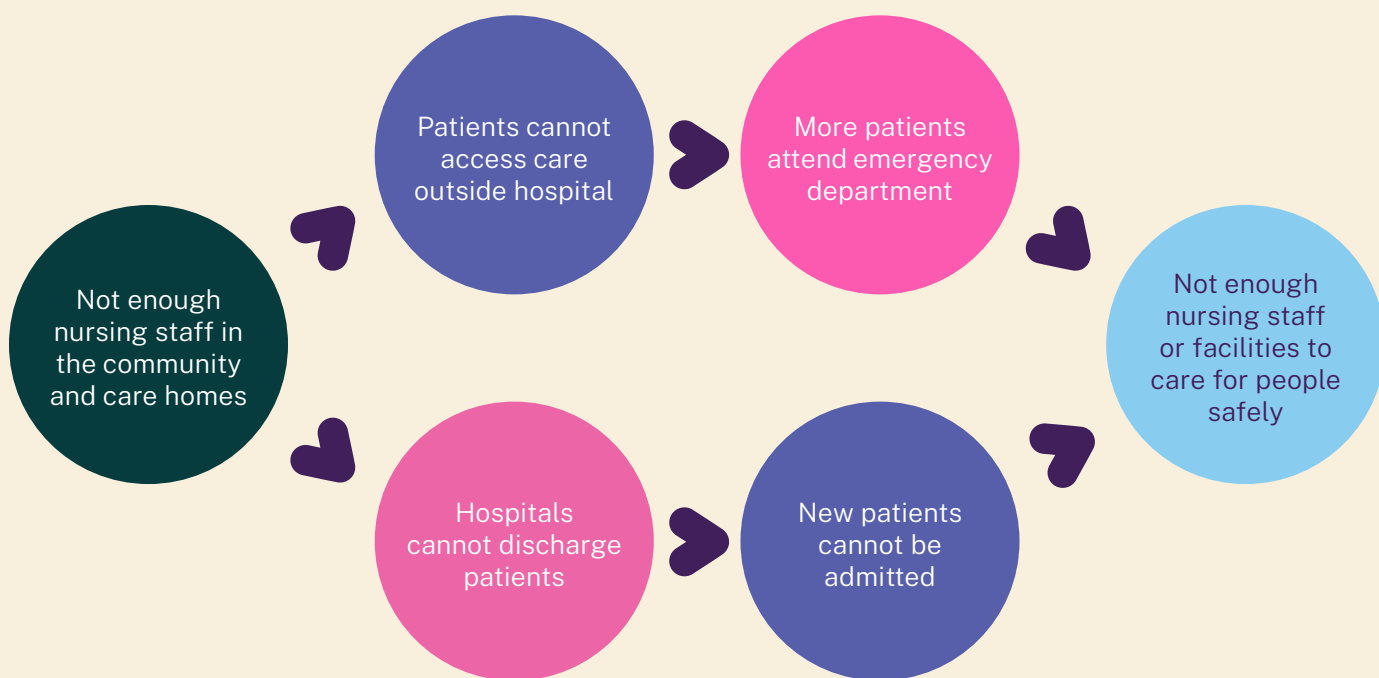 Patients cannot
access care
outside hospital
More patients
attend emergency
department
Not enough
nursing staff in
the community
and care homes
Not enough
nursing staff
or facilities to
care for people
safely
Hospitals
cannot discharge
patients
New patients
cannot be
admitted